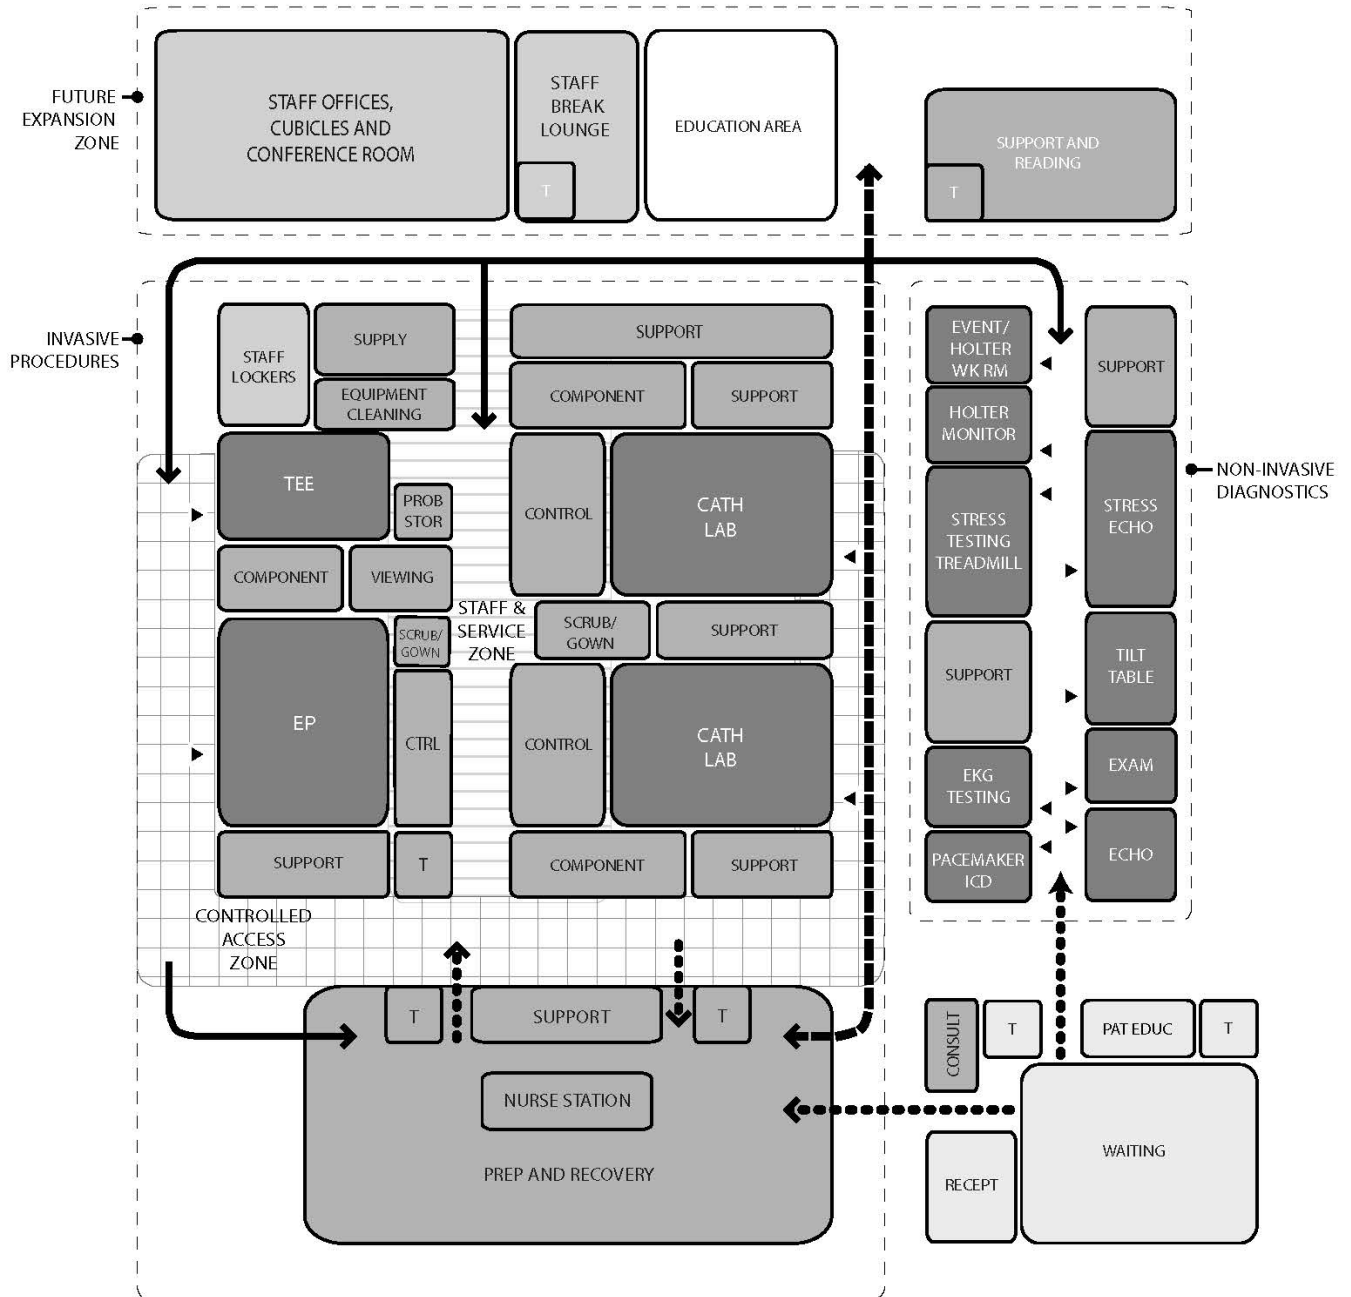 FUTURE
EXPANSION
ZONE
STAFF OFFICES,
CUBICLES AND
CONFERENCE ROOM
STAFF
BREAK
LOUNGE
T
EDUCATION AREA
SUPPORT AND
READING
T
INVASIVE
PROCEDURES
STAFF
LOCKERS
SUPPLY
EQUIPMENT
CLEANING
TEE
PROB
STOR
COMPONENT
VIEWING
SCRUB/
GOWN
EP
CTRL
SUPPORT
T
STAFF &
SERVICE
ZONE
SUPPORT
COMPONENT
SUPPORT
CONTROL
CATH
LAB
SCRUB/
GOWN
SUPPORT
CONTROL
CATH
LAB
COMPONENT
SUPPORT
CONTROLLED
ACCESS
ZONE
EVENT/
HOLTER
WK RM
HOLTER
MONITOR
STRESS
TESTING
TREADMILL
SUPPORT
EKG
TESTING
PACEMAKER
ICD
SUPPORT
STRESS
ECHO
TILT
TABLE
EXAM
ECHO
NON-INVASIVE
DIAGNOSTICS
T
SUPPORT
T
NURSE STATION
PREP AND RECOVERY
CONSULT
T
PAT EDUC
T
RECEPT
WAITING